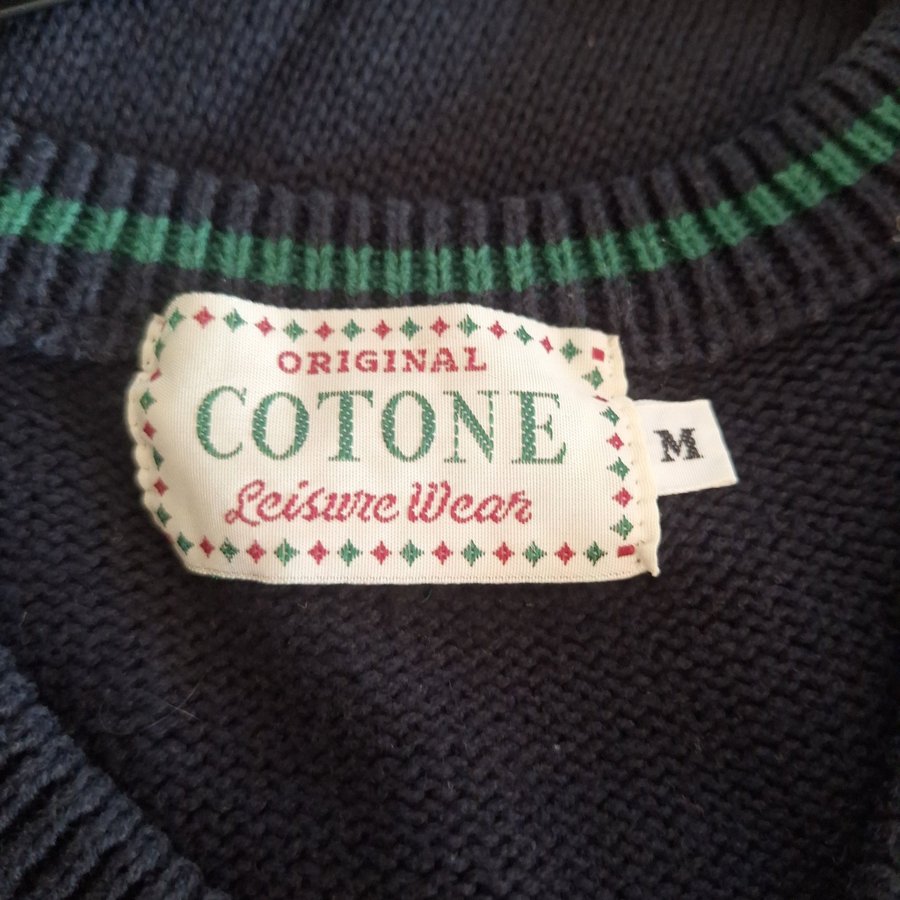 ORIGINAL
COTONE
Leisure Wear
M